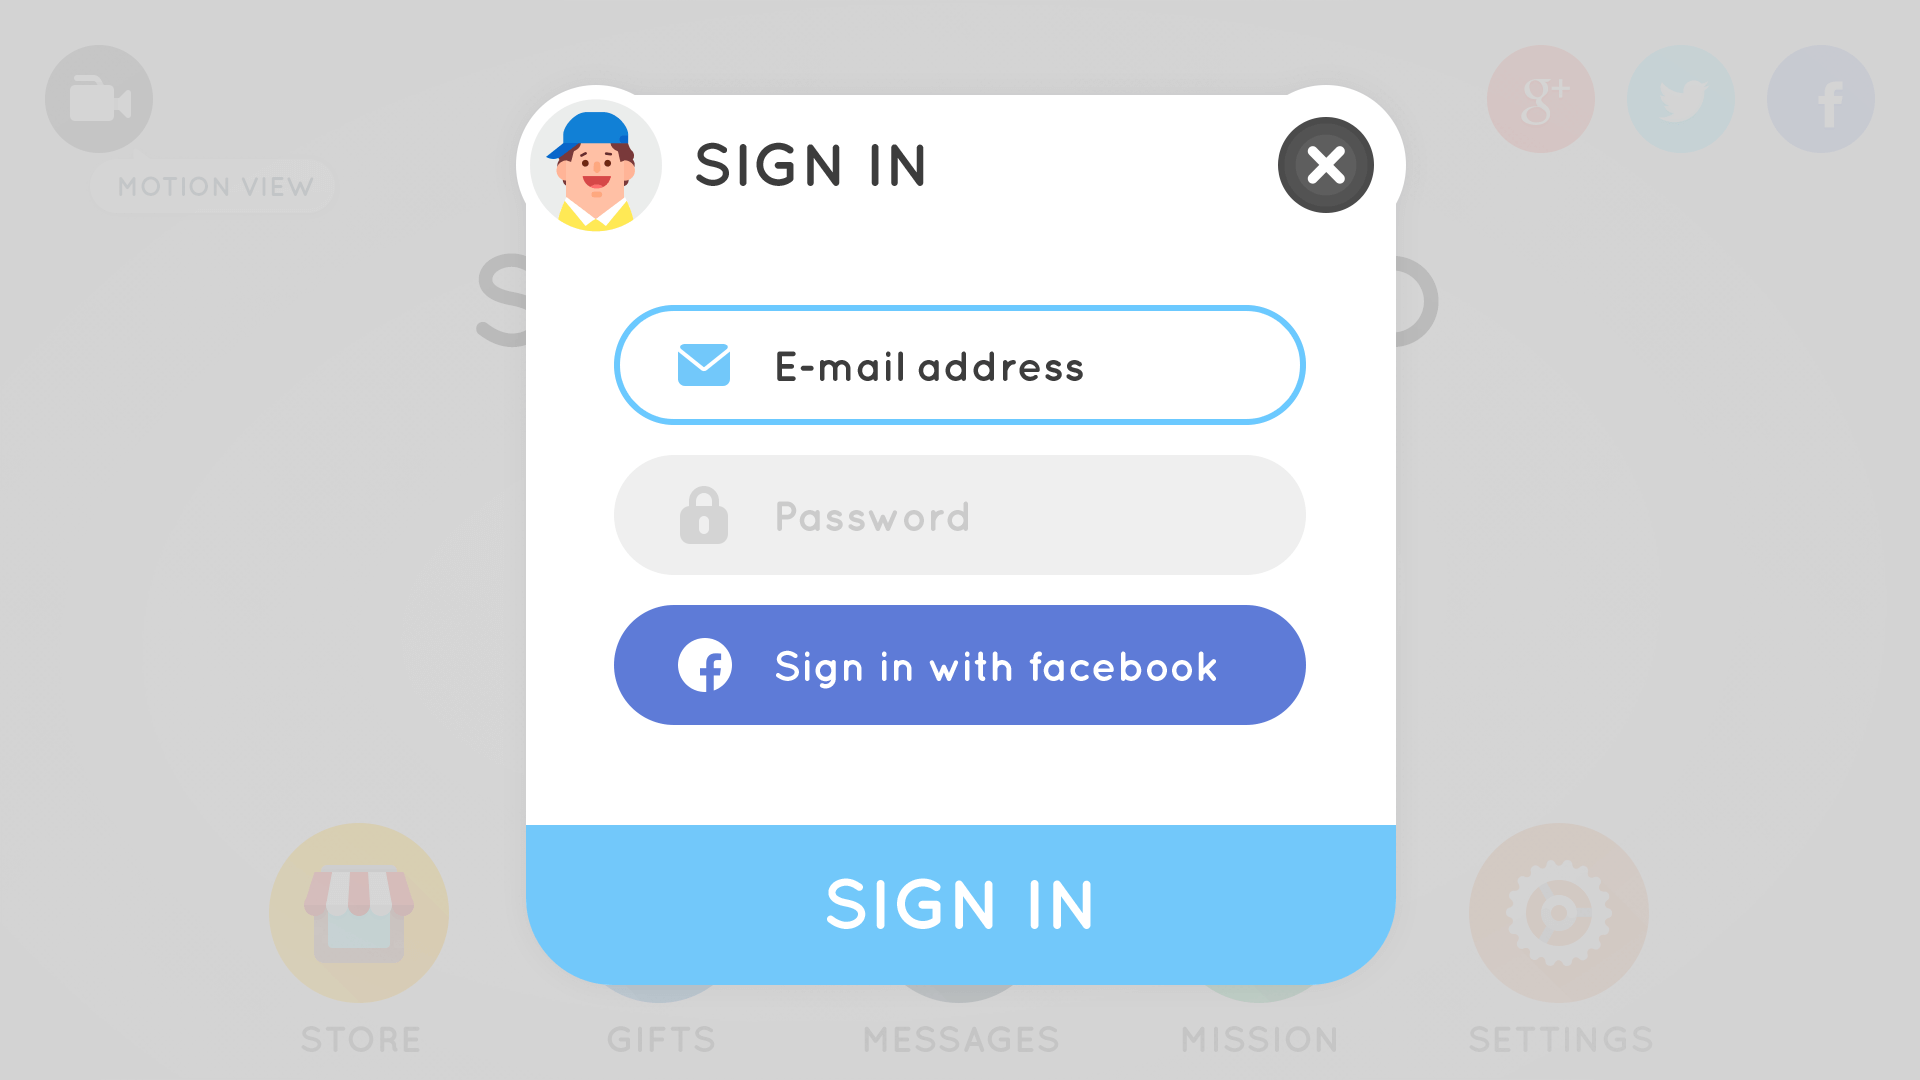 SIGN IN
MOTION VIEW
E-mail address
Password
Sign in with facebook
SIGN IN
STORE
GIFTS
MESSAGES
MISSION
SETTINGS